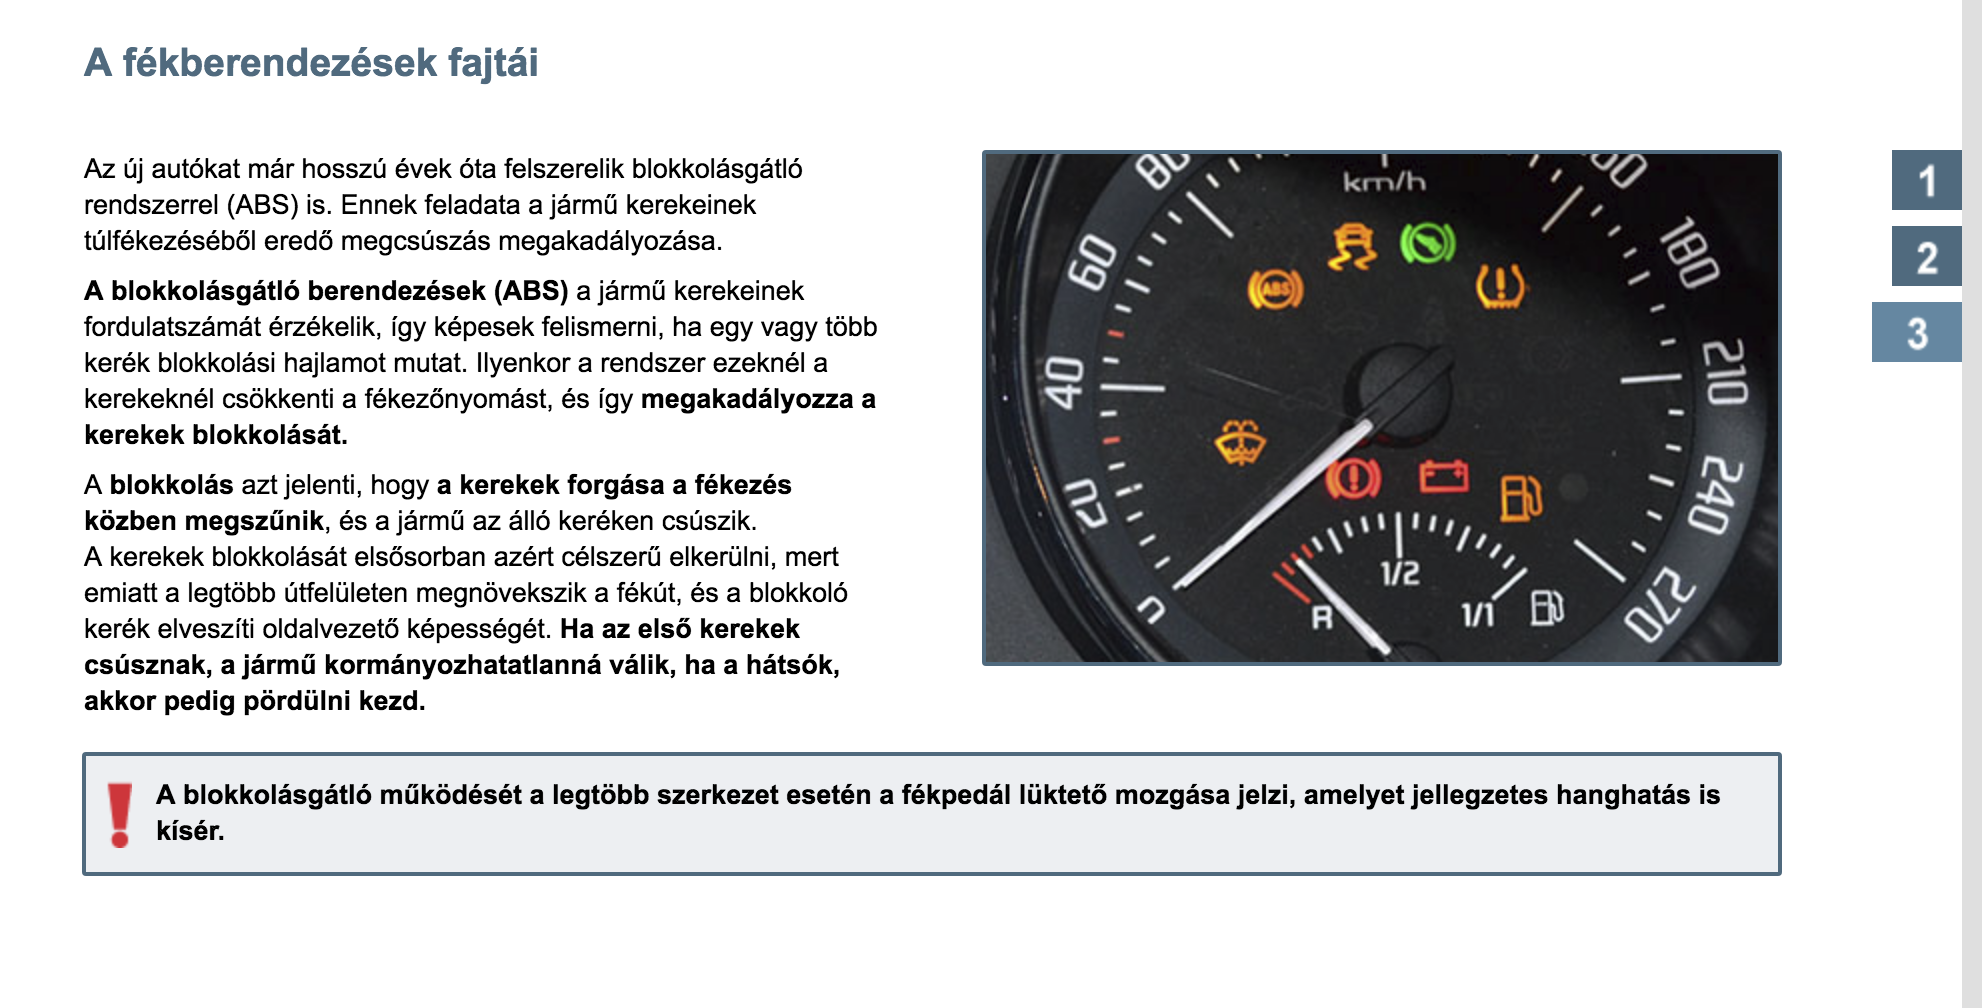 A fékberendezések fajtái
Az új autókat már hosszú évek óta felszerelik blokkolásgátló
rendszerrel (ABS) is. Ennek feladata a jármű kerekeinek
túlfékezéséből eredő megcsúszás megakadályozása.
A blokkolásgátló berendezések (ABS) a jármű kerekeinek
fordulatszámát érzékelik, így képesek felismerni, ha egy vagy több
kerék blokkolási hajlamot mutat. Ilyenkor a rendszer ezeknél a
kerekeknél csökkenti a fékezőnyomást, és így megakadályozza a
kerekek blokkolását.
A blokkolás azt jelenti, hogy a kerekek forgása a fékezés
közben megszűnik, és a jármű az álló keréken csúszik.
A kerekek blokkolását elsősorban azért célszerű elkerülni, mert
emiatt a legtöbb útfelületen megnövekszik a fékút, és a blokkoló
kerék elveszíti oldalvezető képességét. Ha az első kerekek
csúsznak, a jármű kormányozhatatlanná válik, ha a hátsók,
akkor pedig pördülni kezd.
80
km/h
60
180
ABS
40
210
20
240
0
270
R
1/2
1/1
1
2
3
A blokkolásgátló működését a legtöbb szerkezet esetén a fékpedál lüktető mozgása jelzi, amelyet jellegzetes hanghatás is
kísér.